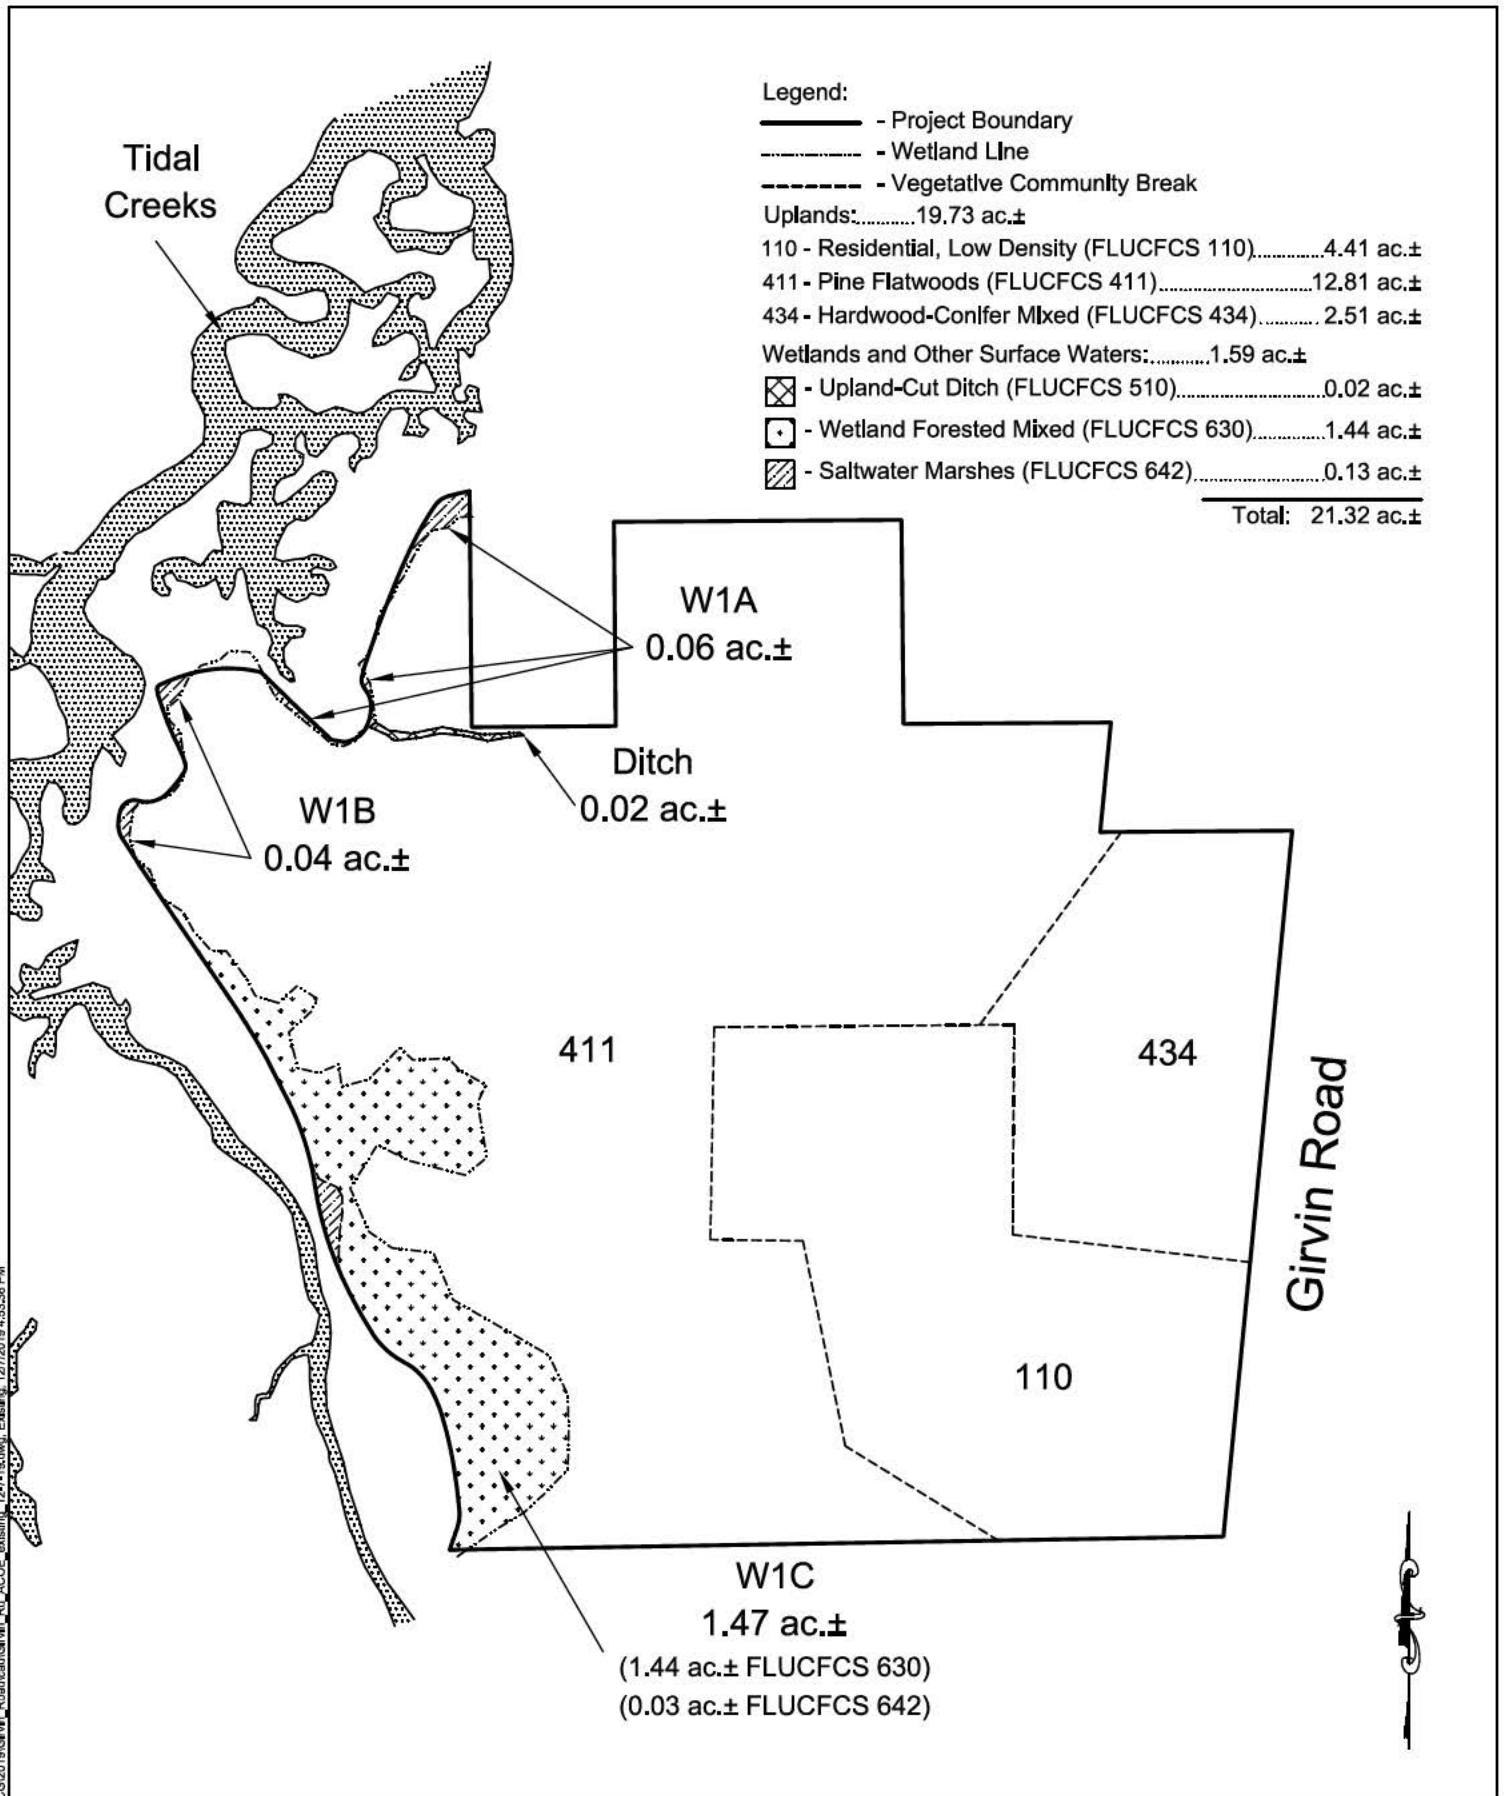 Legend:
- Project Boundary
- Wetland Line
- Vegetative Community Break
Uplands:..........19.73 ac.±
110 - Residential, Low Density (FLUCFCS 110)............4.41 ac.±
411 - Pine Flatwoods (FLUCFCS 411)..........................12.81 ac.±
434 - Hardwood-Conifer Mixed (FLUCFCS 434).......... 2.51 ac.±
Wetlands and Other Surface Waters:..........1.59 ac.±
- Upland-Cut Ditch (FLUCFCS 510).........................0.02 ac.±
- Wetland Forested Mixed (FLUCFCS 630)............1.44 ac.±
- Saltwater Marshes (FLUCFCS 642)......................0.13 ac.±
Total: 21.32 ac.±
Tidal
Creeks
W1A
0.06 ac.±
Ditch
0.02 ac.±
W1B
0.04 ac.±
411
434
Girvin Road
110
W1C
1.47 ac.±
(1.44 ac.± FLUCFCS 630)
(0.03 ac.± FLUCFCS 642)